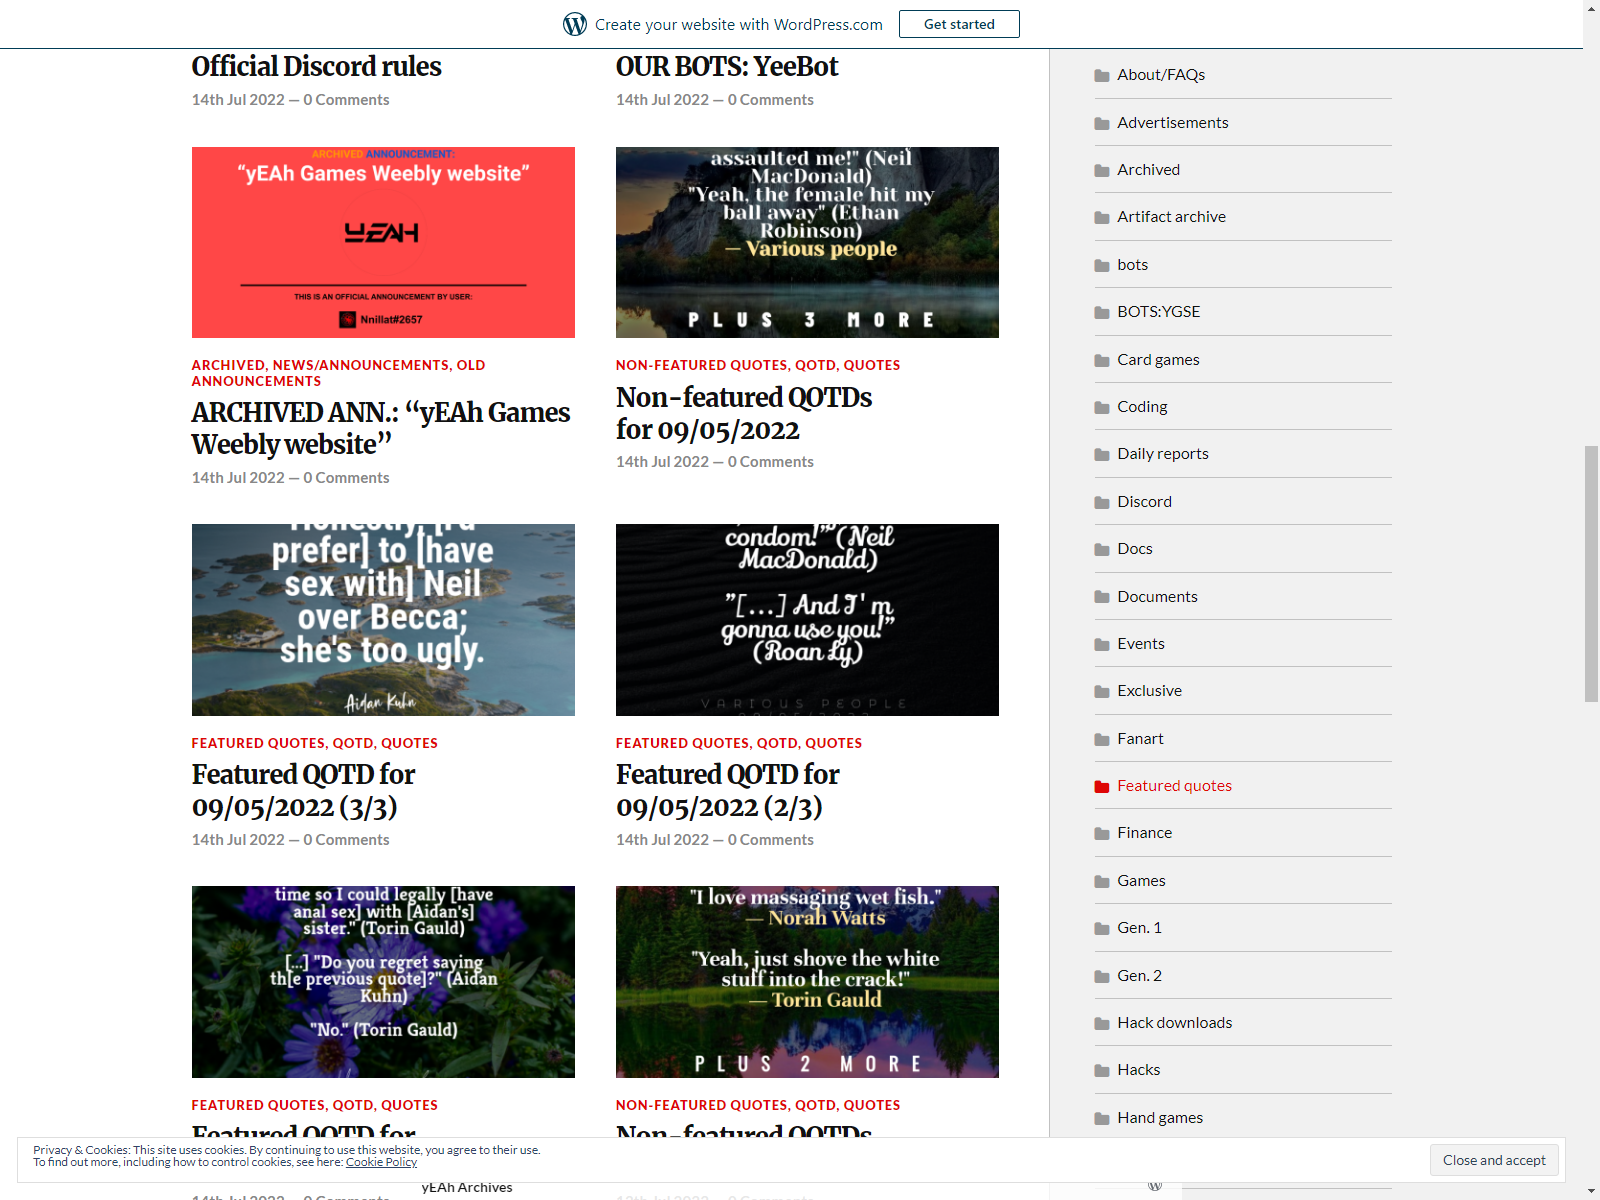 Create your website with WordPress.com
Get started
Official Discord rules
14th Jul 2022 — 0 Comments
OUR BOTS: YeeBot
14th Jul 2022 — 0 Comments
ARCHIVED ANNOUNCEMENT:
“yEAh Games Weebly website”
YEAH
THIS IS AN OFFICIAL ANNOUNCEMENT BY USER:
Nnillat#2657
ARCHIVED, NEWS/ANNOUNCEMENTS, OLD
ANNOUNCEMENTS
ARCHIVED ANN.: “yEAh Games
Weebly website”
14th Jul 2022 — 0 Comments
assaulted me!" (Neil
MacDonald)
"Yeah, the female hit my
ball away" (Ethan
Robinson)
— Various people
PLUS 3 MORE
NON-FEATURED QUOTES, QOTD, QUOTES
Non-featured QOTDs
for 09/05/2022
14th Jul 2022 — 0 Comments
Honestly, [I'd
prefer] to [have
sex with] Neil
over Becca;
she's too ugly.
Aidan Kuhn
FEATURED QUOTES, QOTD, QUOTES
Featured QOTD for
09/05/2022 (3/3)
14th Jul 2022 — 0 Comments
condom!” (Neil
MacDonald)
”[...] And I'm
gonna use you!”
(Roan Ly)
VARIOUS PEOPLE
09/05/2022
FEATURED QUOTES, QOTD, QUOTES
Featured QOTD for
09/05/2022 (2/3)
14th Jul 2022 — 0 Comments
time so I could legally [have
anal sex] with [Aidan's]
sister." (Torin Gauld)
[...] "Do you regret saying
th[e previous quote]?" (Aidan
Kuhn)
"No." (Torin Gauld)
FEATURED QUOTES, QOTD, QUOTES
Featured QOTD for
14th Jul 2022 — 0 Comments
"I love massaging wet fish."
— Norah Watts
"Yeah, just shove the white
stuff into the crack!"
— Torin Gauld
PLUS 2 MORE
NON-FEATURED QUOTES, QOTD, QUOTES
Non-featured QOTDs
About/FAQs
Advertisements
Archived
Artifact archive
bots
BOTS:YGSE
Card games
Coding
Daily reports
Discord
Docs
Documents
Events
Exclusive
Fanart
Featured quotes
Finance
Games
Gen. 1
Gen. 2
Hack downloads
Hacks
Hand games
Privacy & Cookies: This site uses cookies. By continuing to use this website, you agree to their use.
To find out more, including how to control cookies, see here: Cookie Policy
Close and accept
yEAh Archives